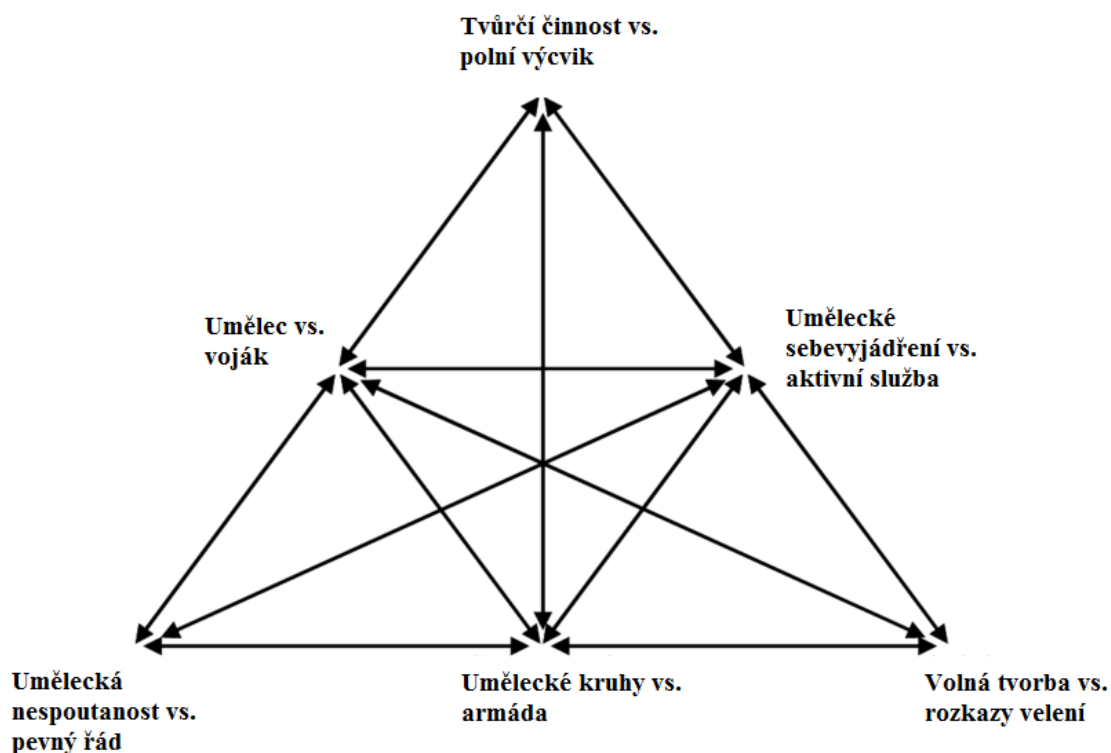 Tvůrčí činnost vs.
polní výcvik
Umělec vs.
voják
Umělecké
sebevyjádření vs.
aktivní služba
Umělecká
nespoutanost vs.
pevný řád
Umělecké kruhy vs.
armáda
Volná tvorba vs.
rozkazy velení